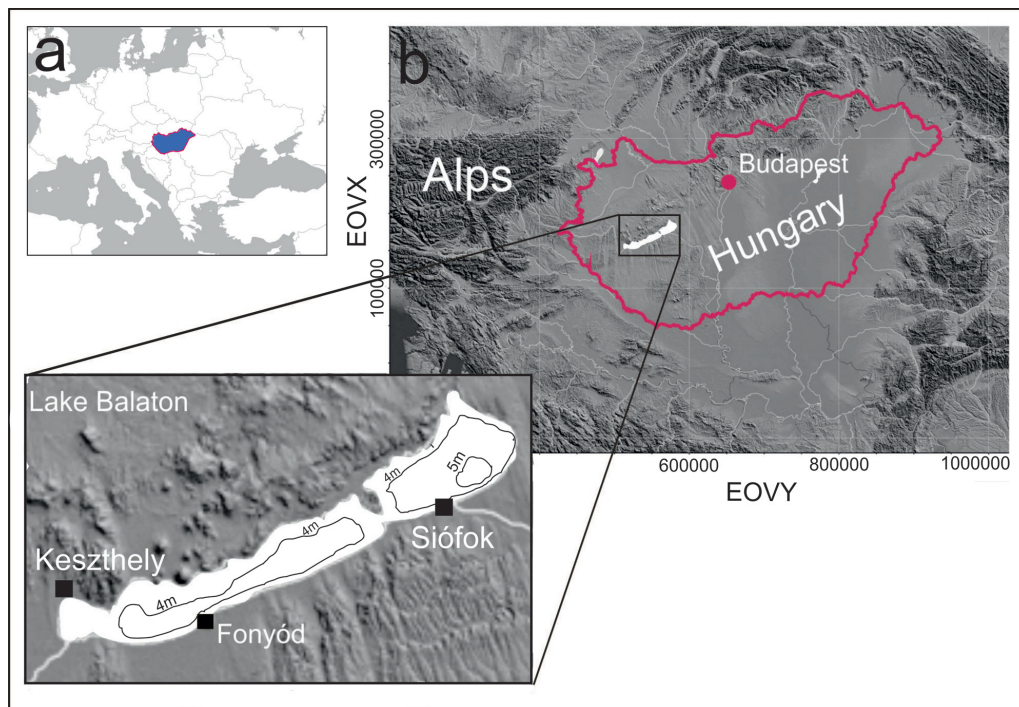 a
b
Alps
Budapest
Hungary
EOVX
300000
100000
600000
800000
1000000
EOVY
Lake Balaton
4m
5m
4m
Siófok
Keszthely
4m
Fonyód